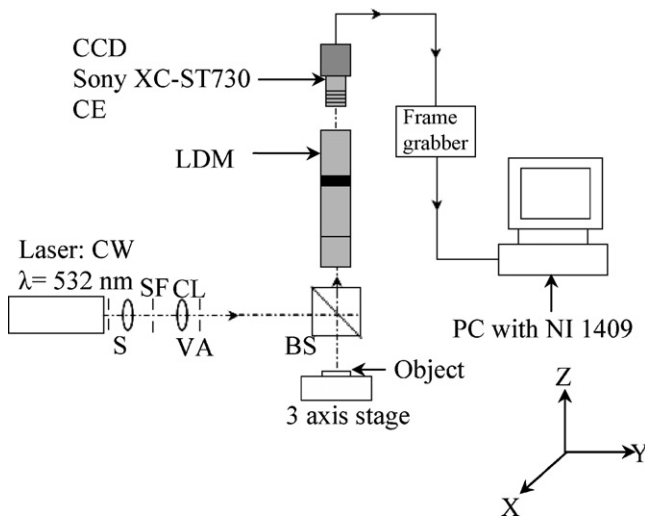 CCD
Sony XC-ST730
CE
Frame
grabber
LDM
Laser: CW
λ= 532 nm
SF CL
S
VA
BS
PC with NI 1409
Object
3 axis stage
Z
Y
X